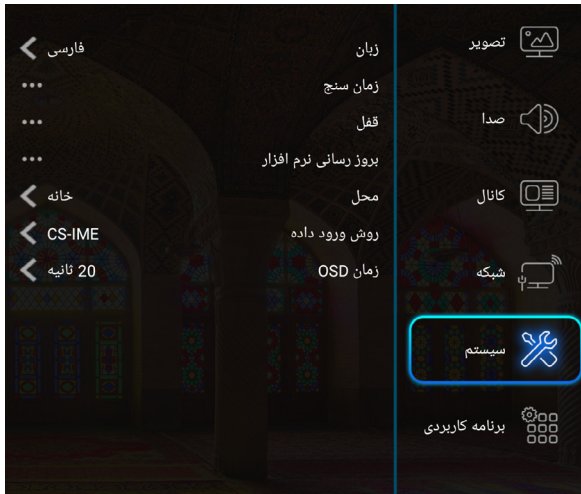 تصویر
صدا
کانال
شبکه
سیستم
برنامه کاربردی
زبان فارسی
زمان سنج ...
قفل ...
بروز رسانی نرم افزار ...
محل خانه
روش ورود داده CS-IME
زمان OSD 20 ثانیه